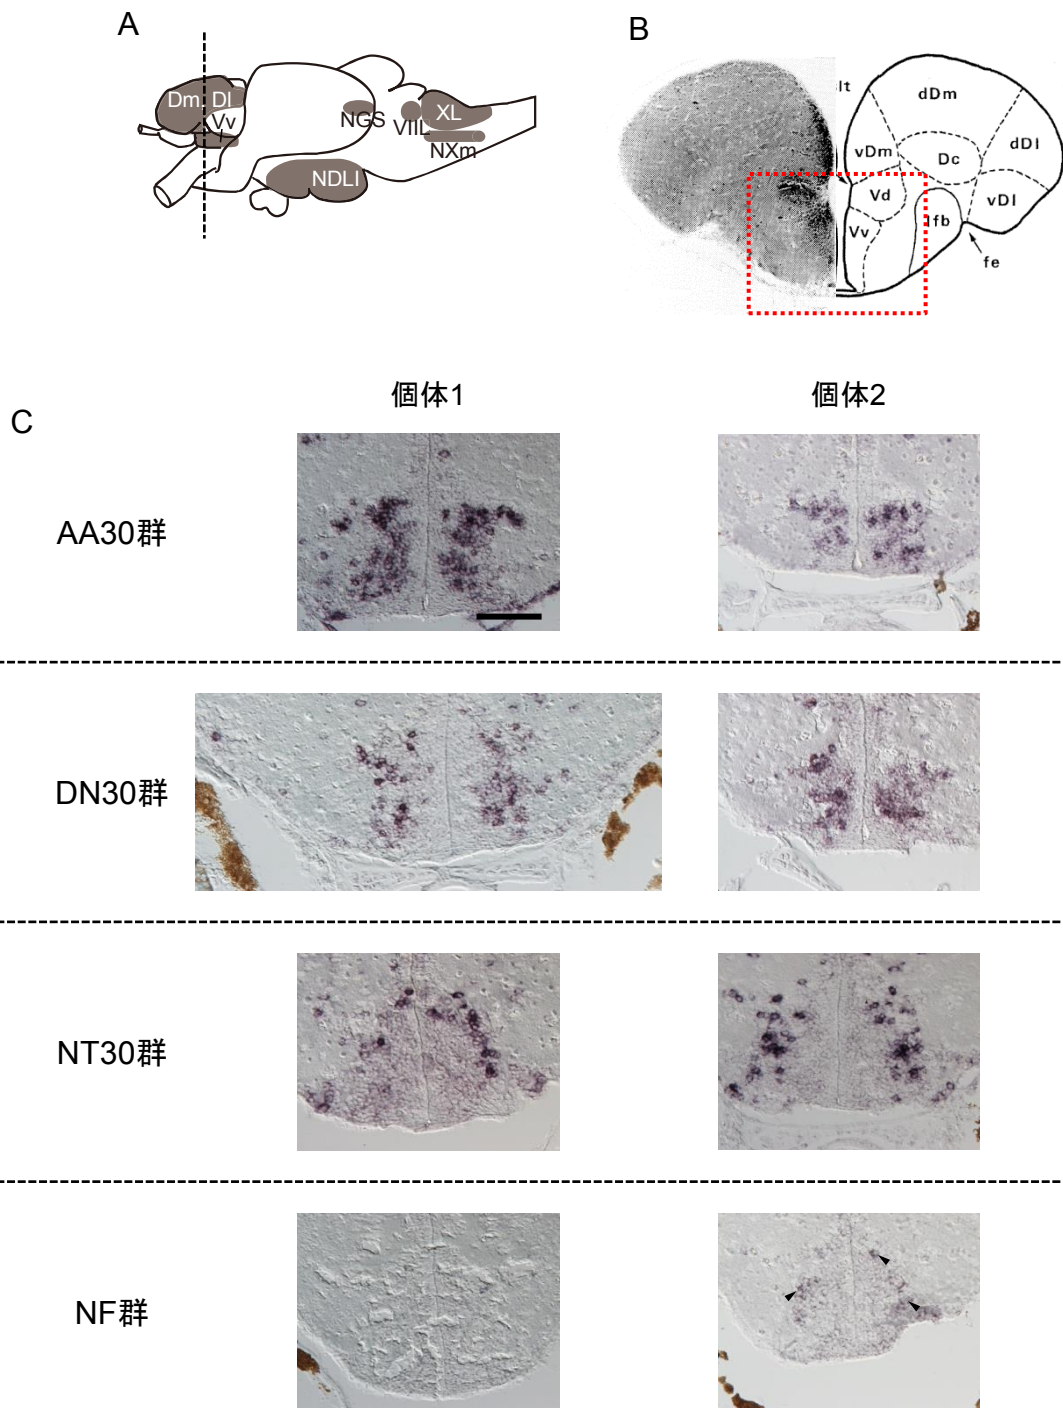 A
Dm
Dl
Vv
NGS
VIIL
XL
NXm
NDLI
B
lt
dDm
vDm
Dc
dDl
Vd
vDl
Vv
lfb
fe
個体1
個体2
C
AA30群
DN30群
NT30群
NF群